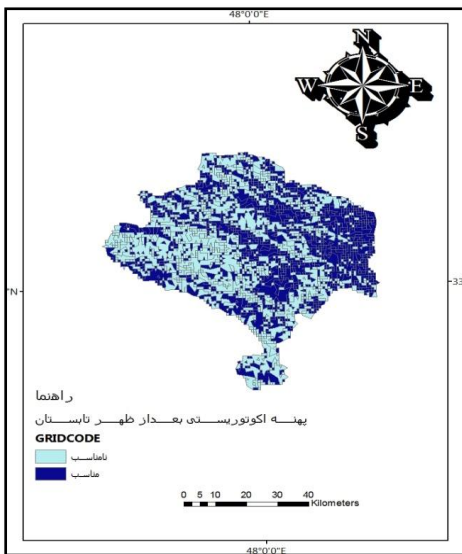 48°0'0"E
N
W E
S
°N
33
راهنما
پهنه اکوتوریستی بعداز ظهر تابستان
GRIDCODE
نامناسب
مناسب
0 5 10 20 30 40
Kilometers
48°0'0"E